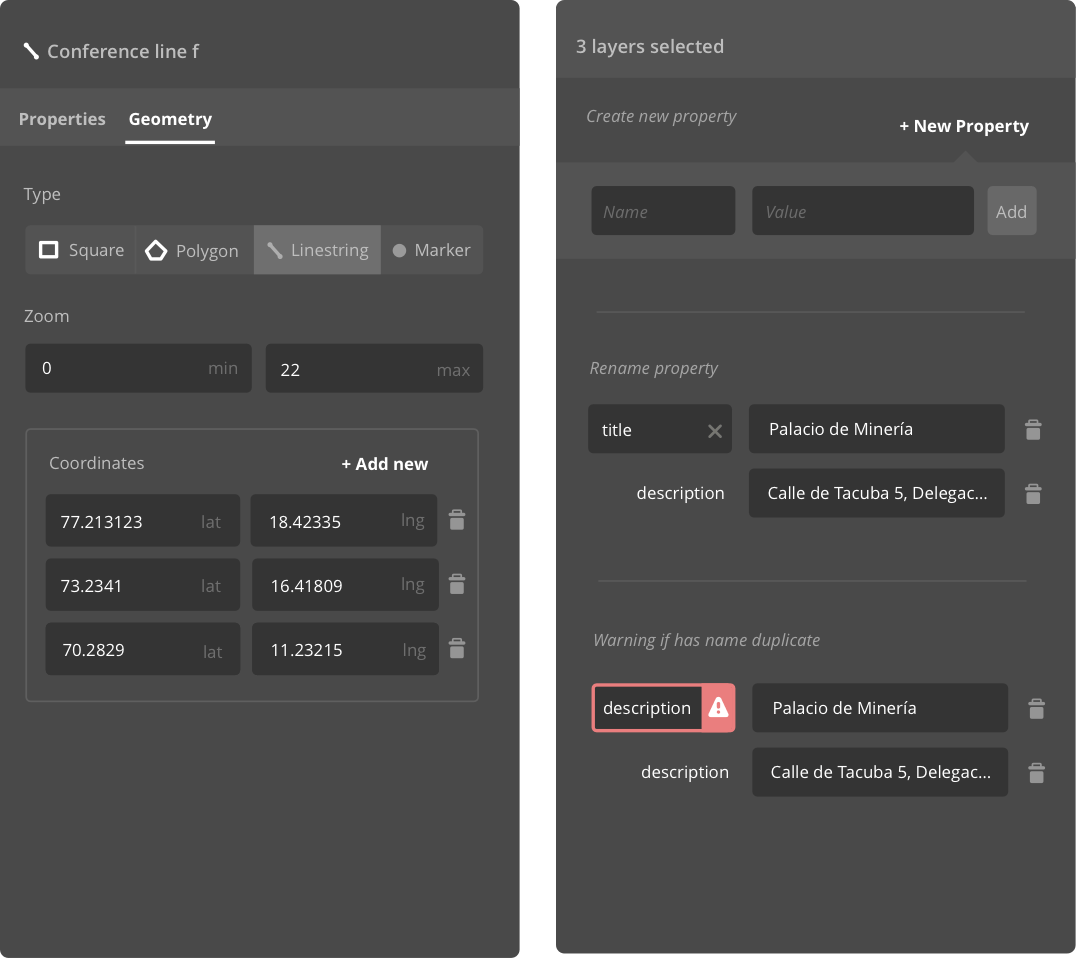 Conference line f
Properties Geometry
Type
Square Polygon Linestring Marker
Zoom
0 min 22 max
Coordinates + Add new
77.213123 lat 18.42335 lng
73.2341 lat 16.41809 lng
70.2829 lat 11.23215 lng
3 layers selected
Create new property
+ New Property
Name Value Add
Rename property
title Palacio de Minería
description Calle de Tacuba 5, Delegac...
Warning if has name duplicate
description Palacio de Minería
description Calle de Tacuba 5, Delegac...